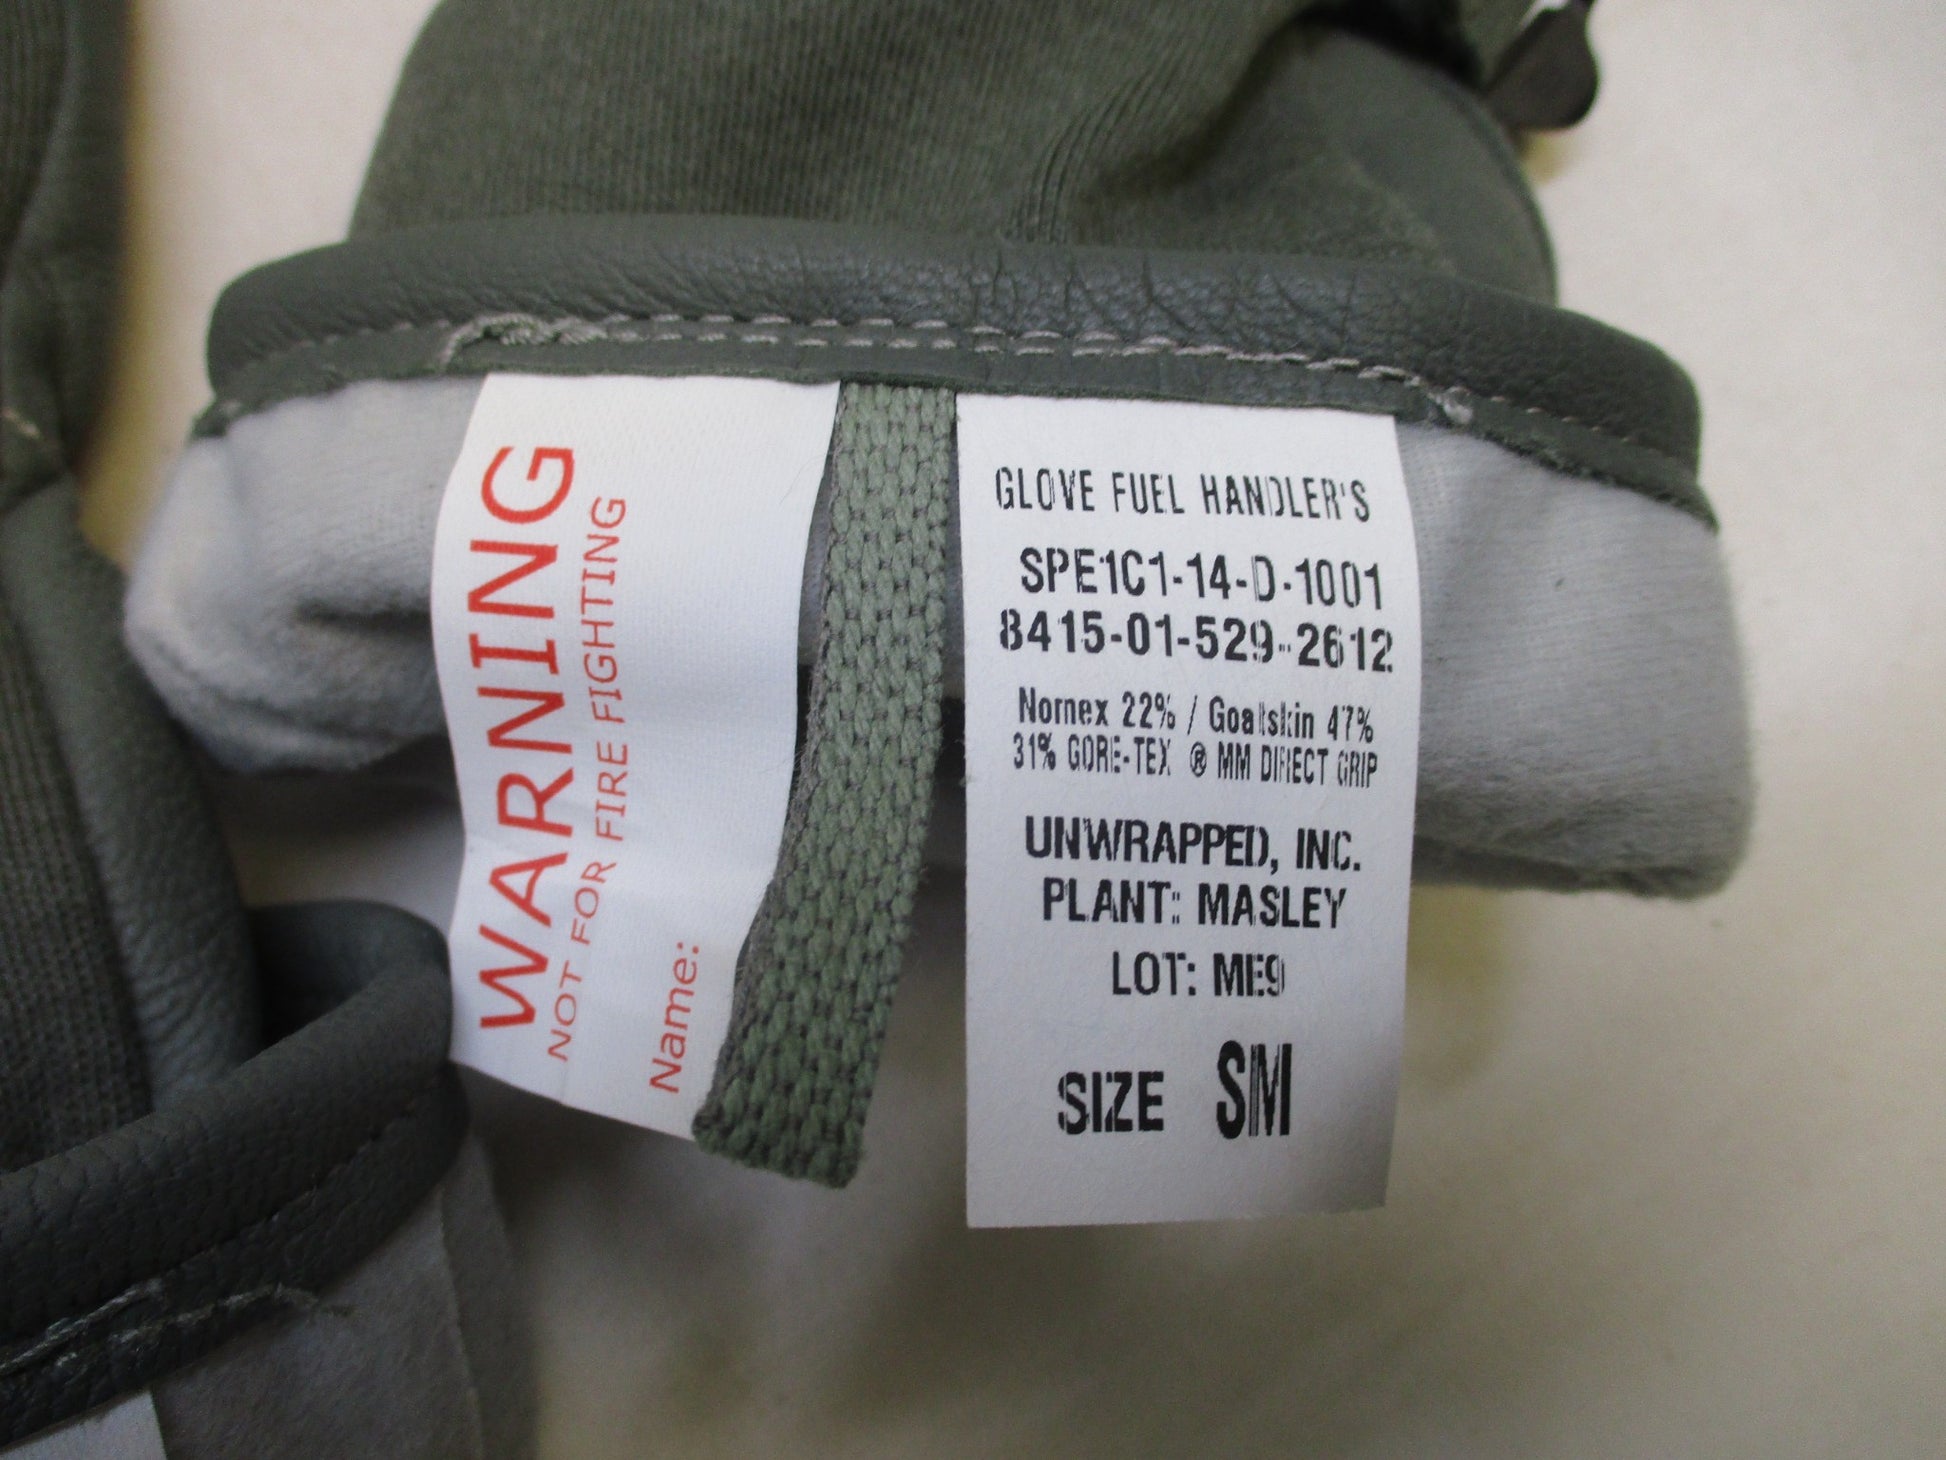 WARNING
NOT FOR FIRE FIGHTING
Name:
GLOVE FUEL HANDLER'S
SPE1C1-14-D-1001
8415-01-529-2612
Nomex 22% / Goatskin 47%
31% GORE-TEX ® MM DIRECT GRIP
UNWRAPPED, INC.
PLANT: MASLEY
LOT: ME9
SIZE SM